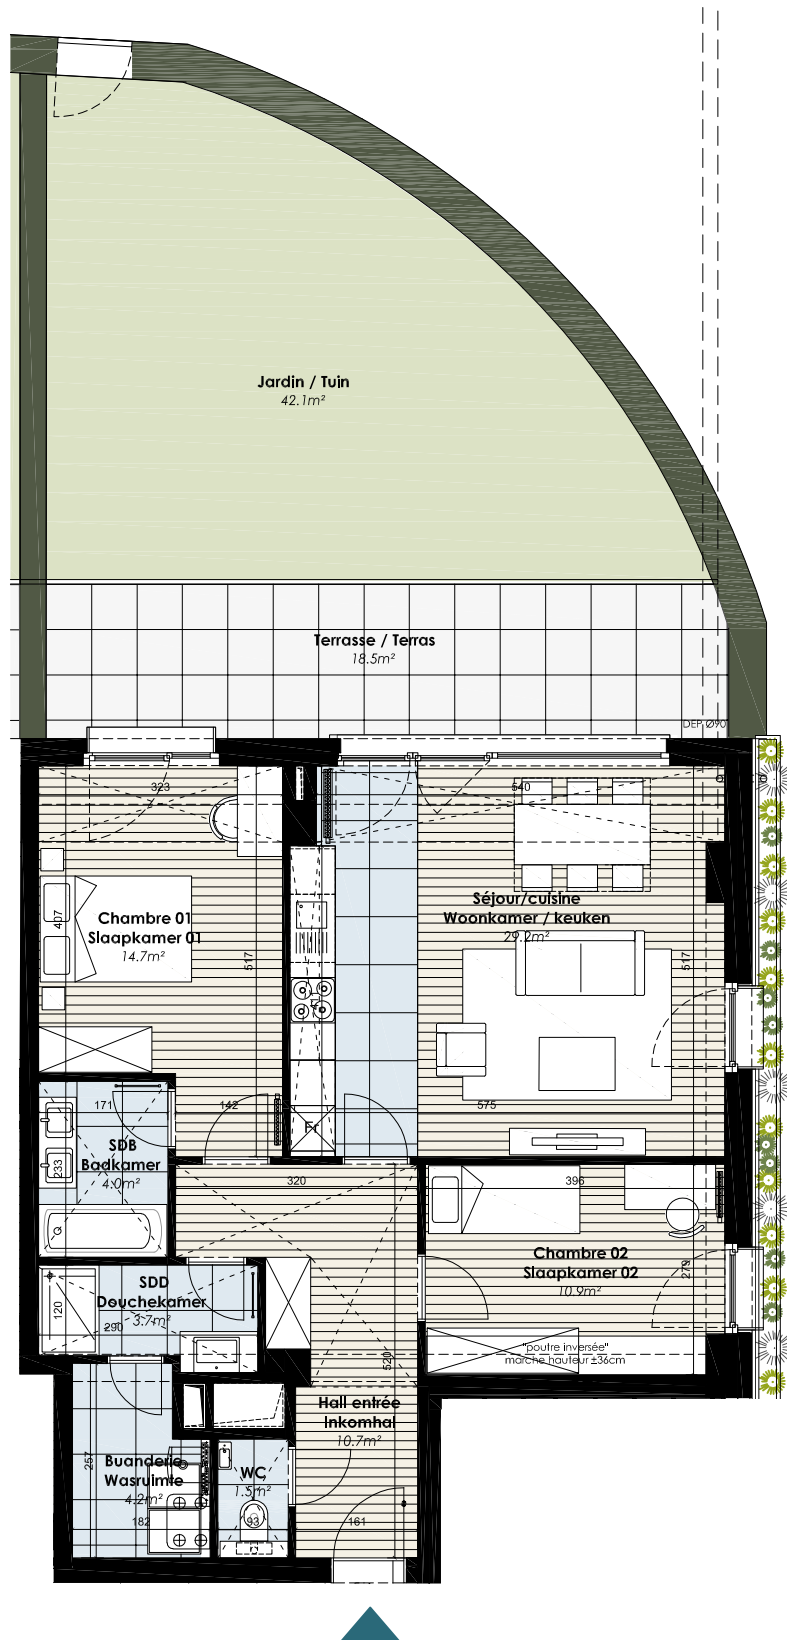 Jardin / Tuin
42.1m²
Terrasse / Terras
18.5m²
DEP Ø90
323
540
Séjour/cuisine
Woonkamer / keuken
29.2m²
407
Chambre 01
Slaapkamer 01
14.7m²
517
517
171
142
575
Fr
SDB
Badkamer
4.0m²
233
320
396
Chambre 02
Slaapkamer 02
10.9m²
279
SDD
Douchekamer
3.7m²
120
290
"poutre inversée"
marche hauteur ±36cm
520
Hall entrée
Inkomhal
10.7m²
Buanderie
Wasruimte
4.2m²
257
WC
1.5m²
182
93
161